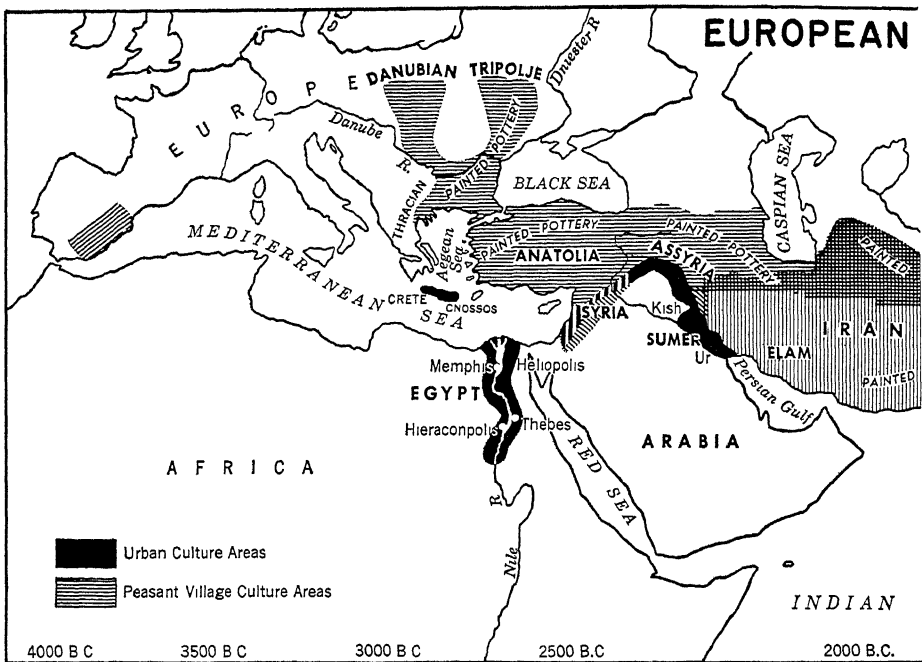 EUROPEAN
EUROPE
DANUBIAN TRIPOLJE
Dniester R
Danube R.
PAINTED POTTERY
THRACIAN
BLACK SEA
CASPIAN SEA
MEDITERRANEAN SEA
Aegean Sea
PAINTED POTTERY
ANATOLIA
PAINTED POTTERY
ASSYRIA
PAINTED
CRETE
CNOSSOS
SYRIA
Kish
SUMER
Ur
ELAM
IRAN
PAINTED
Memphis
Heliopolis
EGYPT
Hieraconpolis
Thebes
Persian Gulf
ARABIA
RED SEA
AFRICA
R
Nile
Urban Culture Areas
Peasant Village Culture Areas
INDIAN
4000 B C 3500 B C 3000 B C 2500 B.C. 2000 B.C.